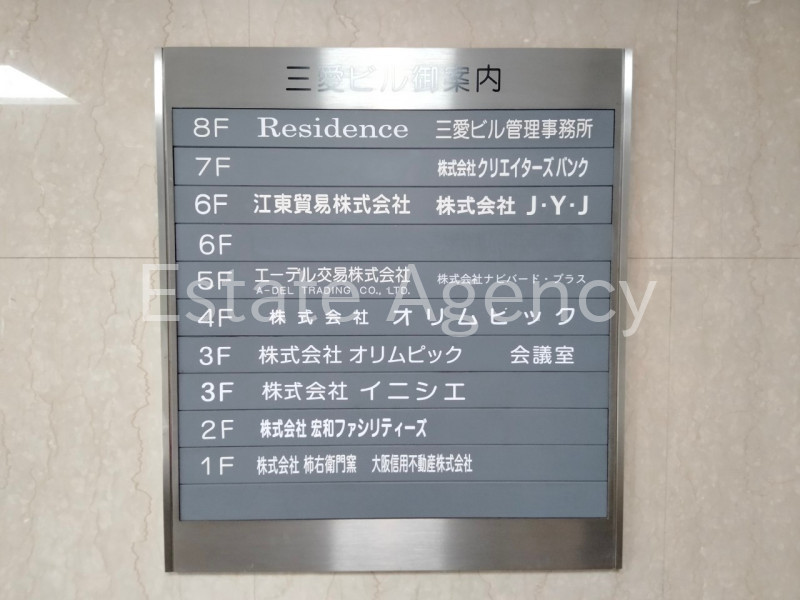 三愛ビル御案内
8F Residence 三愛ビル管理事務所
7F 株式会社クリエイターズバンク
6F 江東貿易株式会社 株式会社 J・Y・J
6F
5F エーデル交易株式会社 株式会社ナビバード・プラス
A-DEL TRADING CO., LTD.
Estate Agency
4F 株式会社 オリムピック
3F 株式会社 オリムピック 会議室
3F 株式会社 イニシエ
2F 株式会社 宏和ファシリティーズ
1F 株式会社 柿右衛門窯 大阪信用不動産株式会社